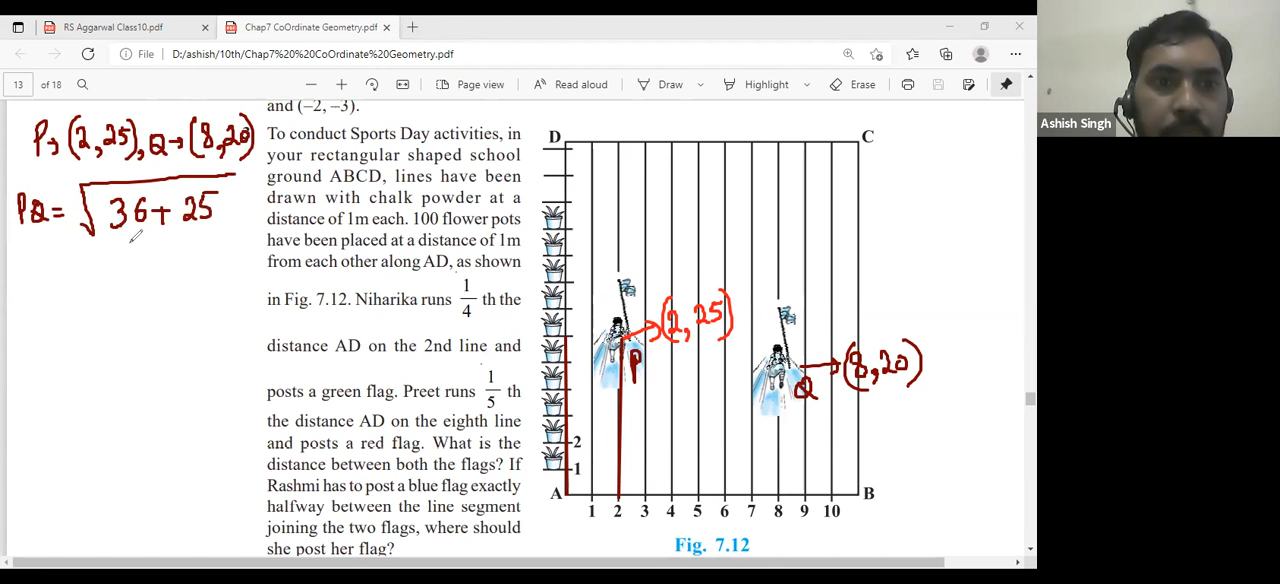 RS Aggarwal Class10.pdf
Chap7 CoOrdinate Geometry.pdf
File
D:/ashish/10th/Chap7%20%20CoOrdinate%20Geometry.pdf
13 of 18
Page view
Read aloud
Draw
Highlight
Erase
Ashish Singh
P→(2,25), Q→(8,20)
PQ = √36+25
and (–2, –3).
To conduct Sports Day activities, in
your rectangular shaped school
ground ABCD, lines have been
drawn with chalk powder at a
distance of 1m each. 100 flower pots
have been placed at a distance of 1m
from each other along AD, as shown
in Fig. 7.12. Niharika runs 1/4 th the
distance AD on the 2nd line and
posts a green flag. Preet runs 1/5 th
the distance AD on the eighth line
and posts a red flag. What is the
distance between both the flags? If
Rashmi has to post a blue flag exactly
halfway between the line segment
joining the two flags, where should
she post her flag?
D C
(2,25)
P
(8,20)
Q
2
1
A B
1 2 3 4 5 6 7 8 9 10
Fig. 7.12